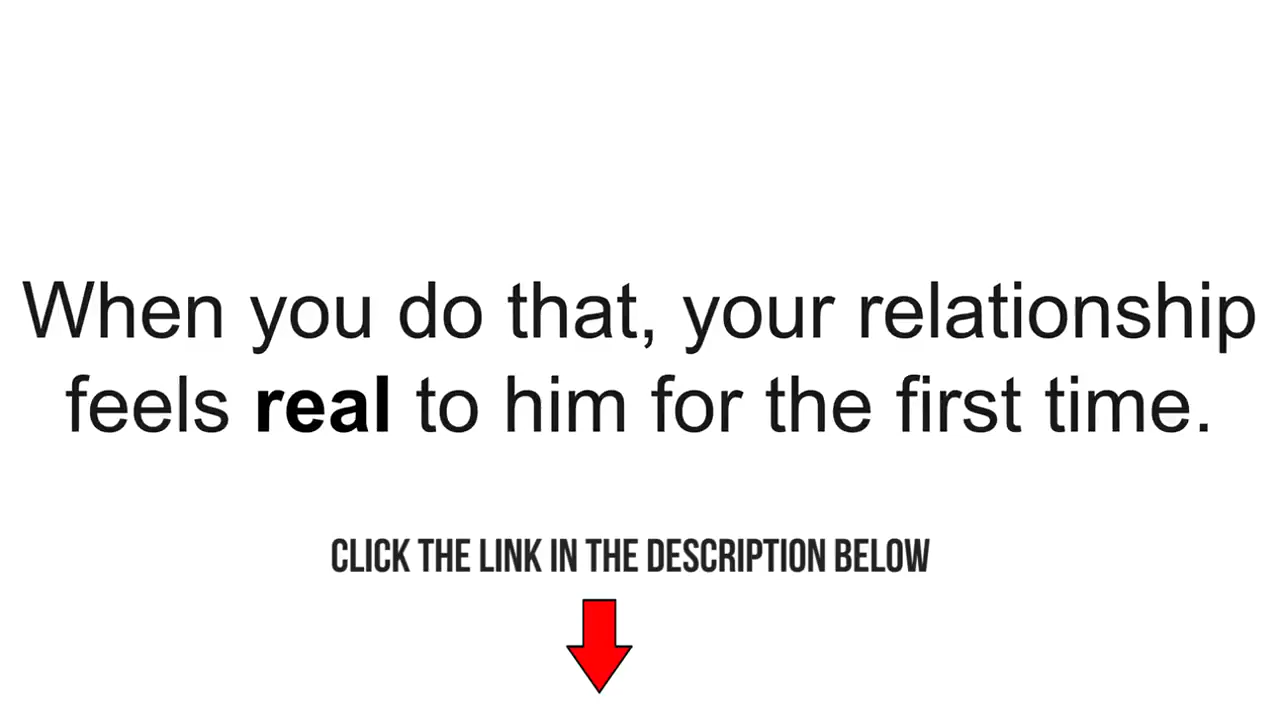 When you do that, your relationship
feels real to him for the first time.
CLICK THE LINK IN THE DESCRIPTION BELOW